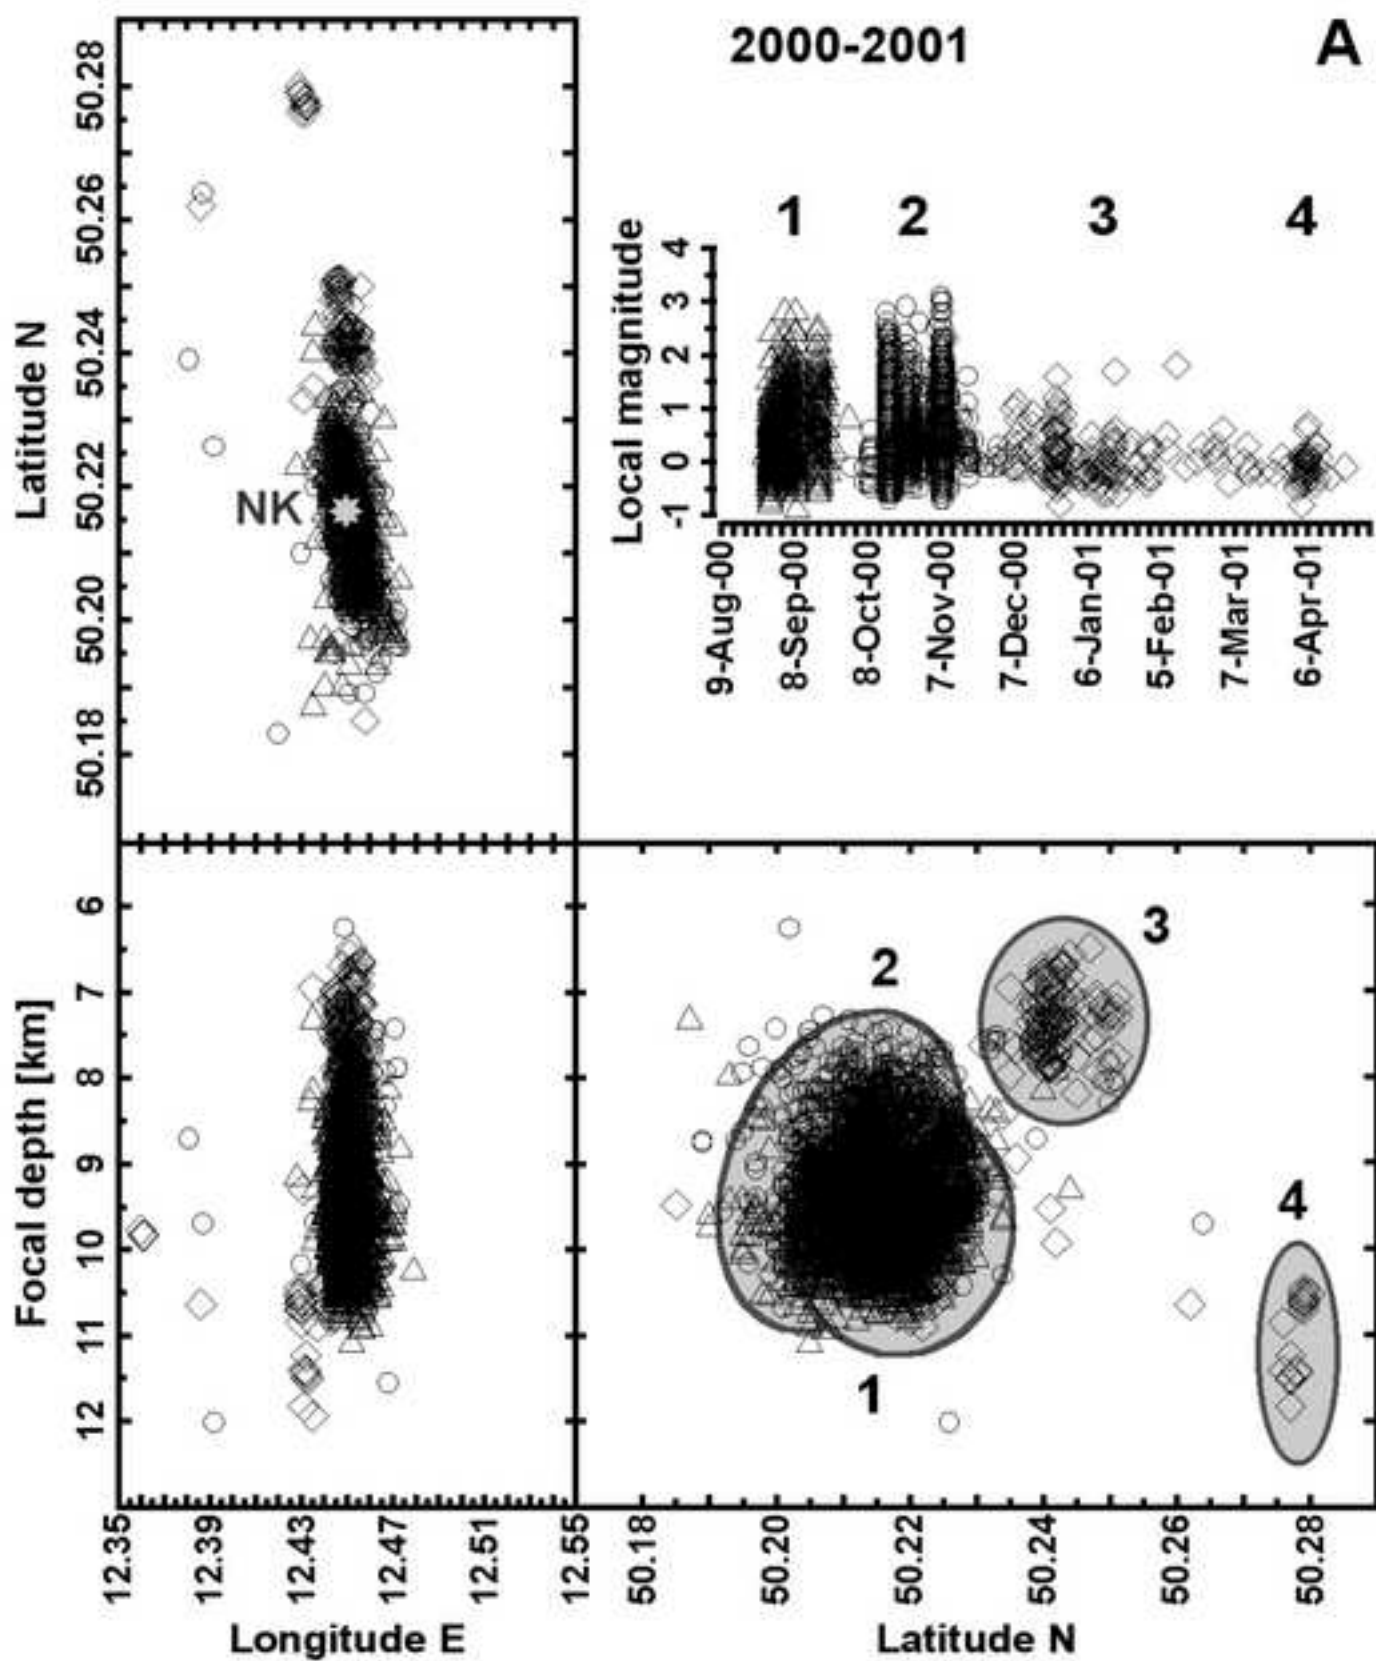 2000-2001
A
Latitude N
50.28
50.26
50.24
50.22
50.20
50.18
NK
1 2 3 4
Local magnitude
4
3
2
1
0
-1
9-Aug-00
8-Sep-00
8-Oct-00
7-Nov-00
7-Dec-00
6-Jan-01
5-Feb-01
7-Mar-01
6-Apr-01
Focal depth [km]
6
7
8
9
10
11
12
12.35
12.39
12.43
12.47
12.51
12.55
Longitude E
3
2
4
1
50.18
50.20
50.22
50.24
50.26
50.28
Latitude N